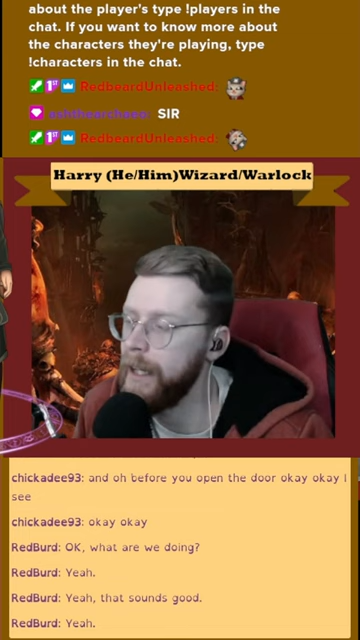 about the player's type !players in the
chat. If you want to know more about
the characters they're playing, type
!characters in the chat.
RedbeardUnleashed:
SIR
RedbeardUnleashed:
Harry (He/Him)Wizard/Warlock
chickadee93: and oh before you open the door okay okay I
see
chickadee93: okay okay
RedBurd: OK, what are we doing?
RedBurd: Yeah.
RedBurd: Yeah, that sounds good.
RedBurd: Yeah.